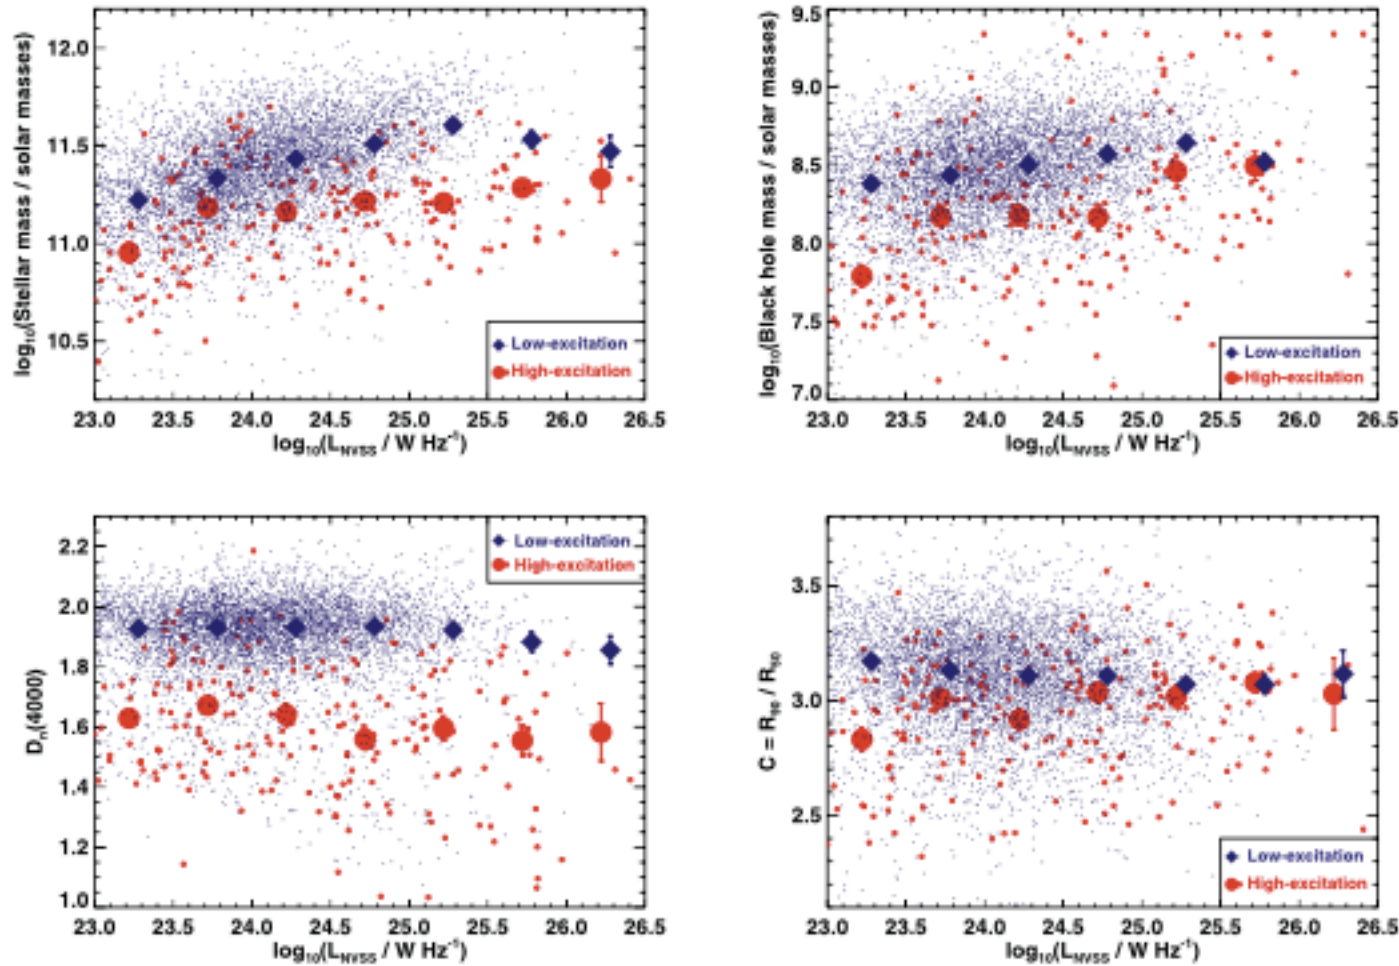 12.0
11.5
11.0
10.5
log10(Stellar mass / solar masses)
Low-excitation
High-excitation
23.0 23.5 24.0 24.5 25.0 25.5 26.0 26.5
log10(LNVSS / W Hz-1)
9.5
9.0
8.5
8.0
7.5
7.0
log10(Black hole mass / solar masses)
Low-excitation
High-excitation
23.0 23.5 24.0 24.5 25.0 25.5 26.0 26.5
log10(LNVSS / W Hz-1)
2.2
2.0
1.8
1.6
1.4
1.2
1.0
Dn(4000)
Low-excitation
High-excitation
23.0 23.5 24.0 24.5 25.0 25.5 26.0 26.5
log10(LNVSS / W Hz-1)
3.5
3.0
2.5
C = R90 / R50
Low-excitation
High-excitation
23.0 23.5 24.0 24.5 25.0 25.5 26.0 26.5
log10(LNVSS / W Hz-1)